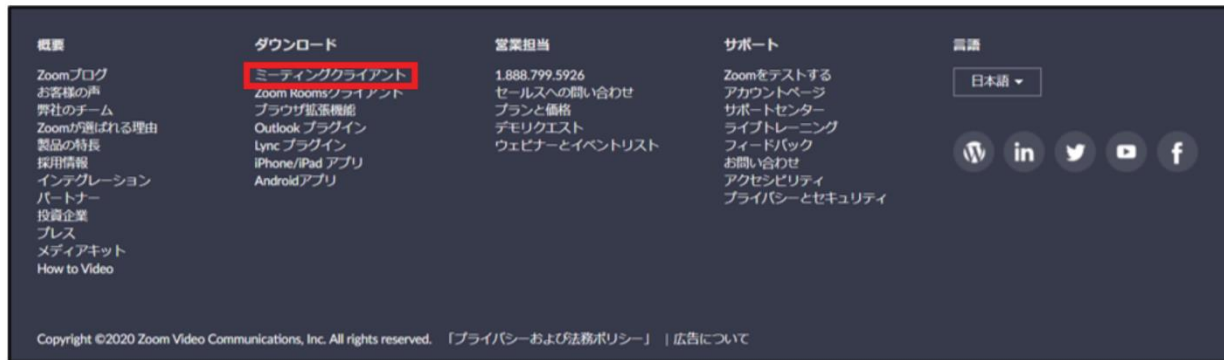 概要
Zoomブログ
お客様の声
弊社のチーム
Zoomが選ばれる理由
製品の特長
採用情報
インテグレーション
パートナー
投資企業
プレス
メディアキット
How to Video
ダウンロード
ミーティングクライアント
Zoom Roomsクライアント
ブラウザ拡張機能
Outlook プラグイン
Lync プラグイン
iPhone/iPad アプリ
Androidアプリ
営業担当
1.888.799.5926
セールスへの問い合わせ
プランと価格
デモリクエスト
ウェビナーとイベントリスト
サポート
Zoomをテストする
アカウントページ
サポートセンター
ライブトレーニング
フィードバック
お問い合わせ
アクセシビリティ
プライバシーとセキュリティ
言語
日本語
in
f
Copyright ©2020 Zoom Video Communications, Inc. All rights reserved. 「プライバシーおよび法務ポリシー」 | 広告について